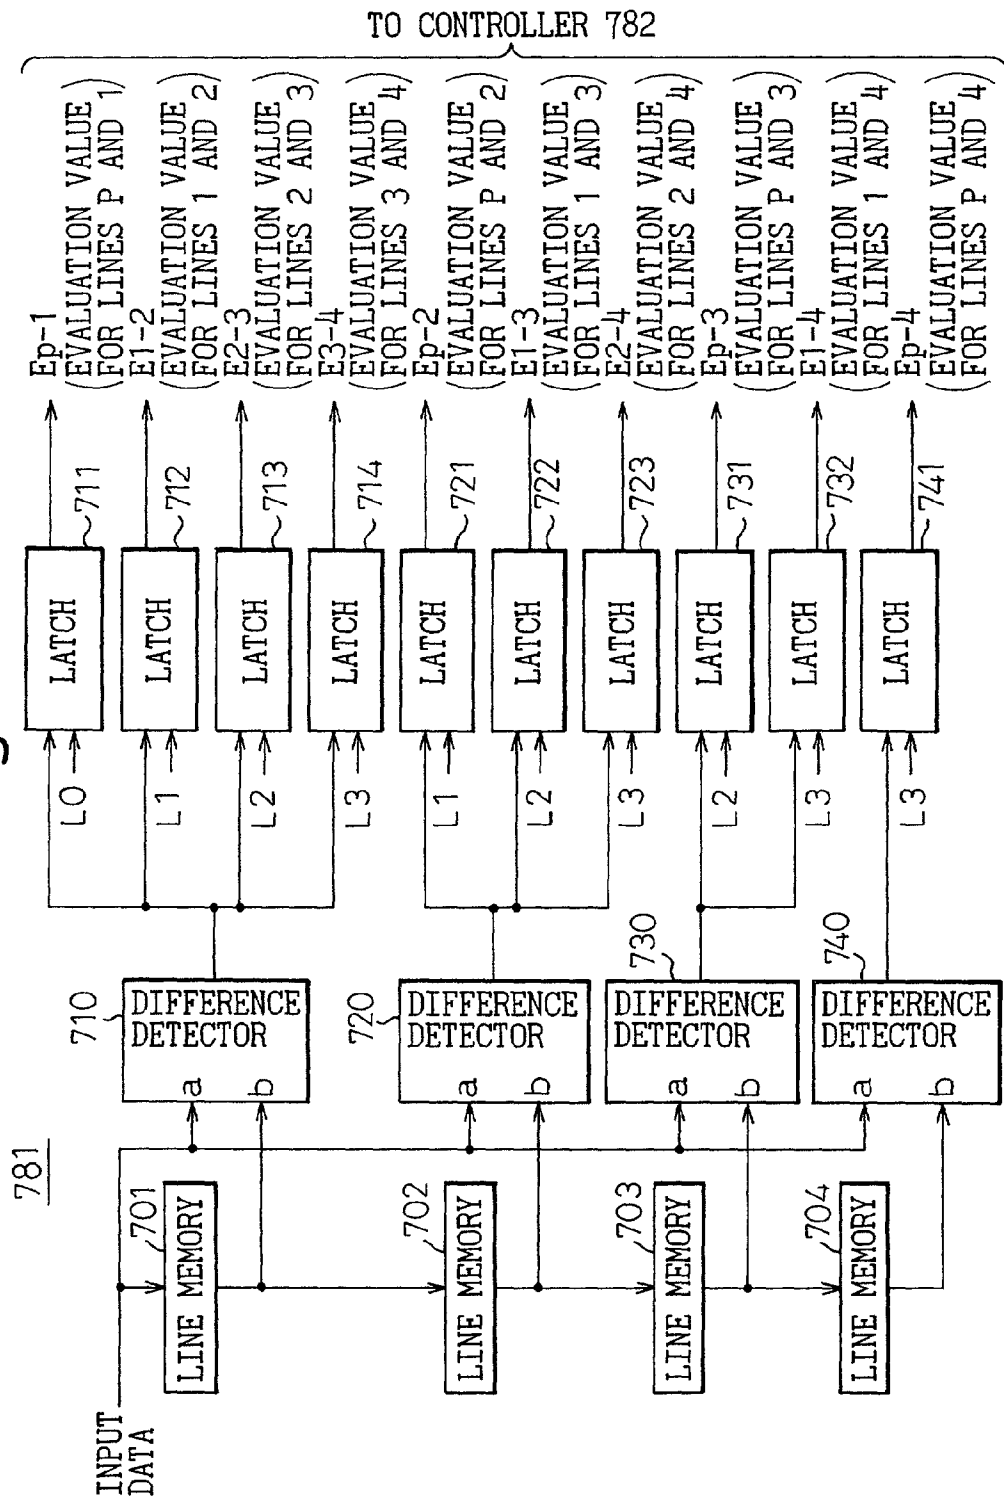 781
INPUT
DATA
LINE MEMORY
701
LINE MEMORY
702
LINE MEMORY
703
LINE MEMORY
704
710
DIFFERENCE
DETECTOR
a
b
720
DIFFERENCE
DETECTOR
a
b
730
DIFFERENCE
DETECTOR
a
b
740
DIFFERENCE
DETECTOR
a
b
L0
LATCH
711
L1
LATCH
712
L2
LATCH
713
L3
LATCH
714
L1
LATCH
721
L2
LATCH
722
L3
LATCH
723
L2
LATCH
731
L3
LATCH
732
L3
LATCH
741
Ep-1
(EVALUATION VALUE
FOR LINES P AND 1)
E1-2
(EVALUATION VALUE
FOR LINES 1 AND 2)
E2-3
(EVALUATION VALUE
FOR LINES 2 AND 3)
E3-4
(EVALUATION VALUE
FOR LINES 3 AND 4)
Ep-2
(EVALUATION VALUE
FOR LINES P AND 2)
E1-3
(EVALUATION VALUE
FOR LINES 1 AND 3)
E2-4
(EVALUATION VALUE
FOR LINES 2 AND 4)
Ep-3
(EVALUATION VALUE
FOR LINES P AND 3)
E1-4
(EVALUATION VALUE
FOR LINES 1 AND 4)
Ep-4
(EVALUATION VALUE
FOR LINES P AND 4)
TO CONTROLLER 782